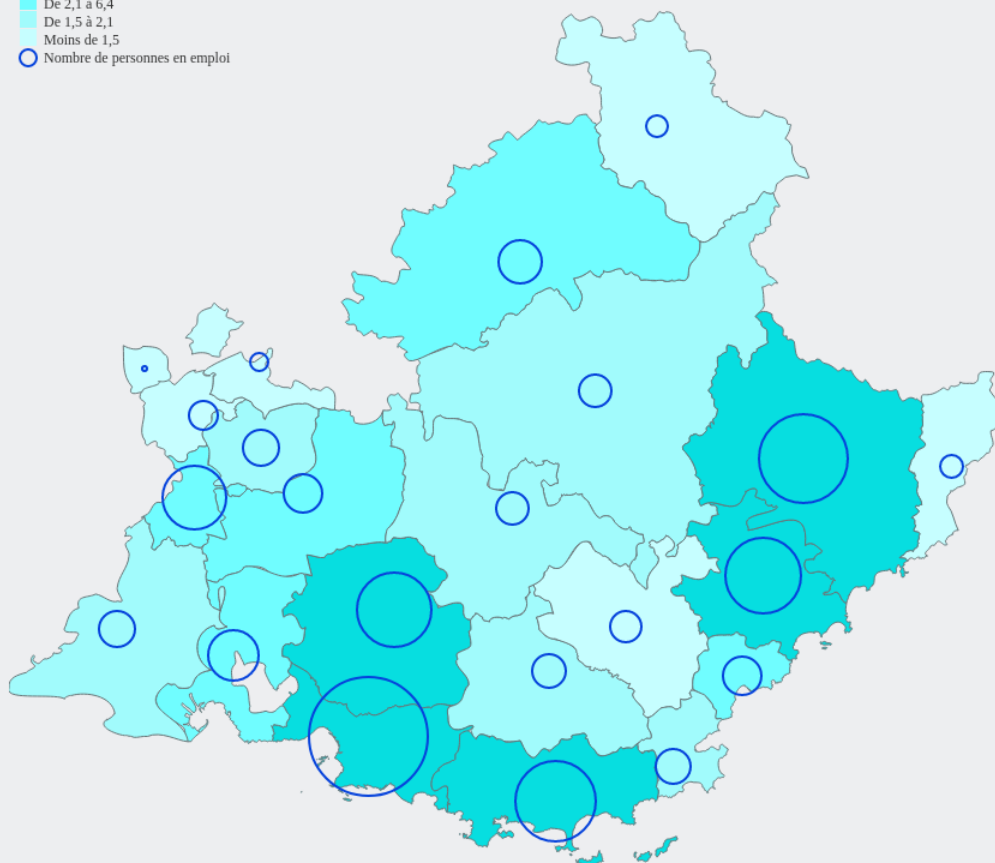 De 2,1 à 6,4
De 1,5 à 2,1
Moins de 1,5
Nombre de personnes en emploi